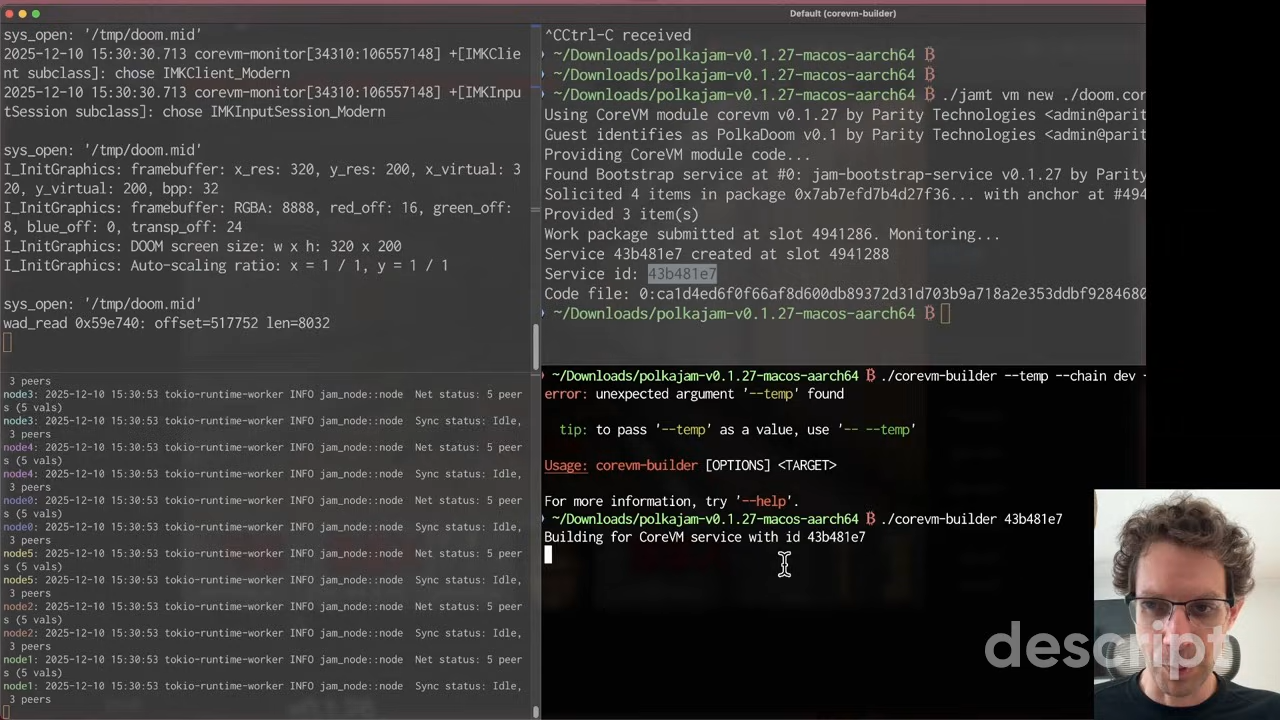 Default (corevm-builder)
sys_open: '/tmp/doom.mid'
2025-12-10 15:30:30.713 corevm-monitor[34310:106557148] +[IMKClie
nt subclass]: chose IMKClient_Modern
2025-12-10 15:30:30.713 corevm-monitor[34310:106557148] +[IMKInpu
tSession subclass]: chose IMKInputSession_Modern
sys_open: '/tmp/doom.mid'
I_InitGraphics: framebuffer: x_res: 320, y_res: 200, x_virtual: 3
20, y_virtual: 200, bpp: 32
I_InitGraphics: framebuffer: RGBA: 8888, red_off: 16, green_off:
8, blue_off: 0, transp_off: 24
I_InitGraphics: DOOM screen size: w x h: 320 x 200
I_InitGraphics: Auto-scaling ratio: x = 1 / 1, y = 1 / 1
sys_open: '/tmp/doom.mid'
wad_read 0x59e740: offset=517752 len=8032
3 peers
node3: 2025-12-10 15:30:53 tokio-runtime-worker INFO jam_node::node  Net status: 5 peer
s (5 vals)
node3: 2025-12-10 15:30:53 tokio-runtime-worker INFO jam_node::node  Sync status: Idle,
3 peers
node4: 2025-12-10 15:30:53 tokio-runtime-worker INFO jam_node::node  Net status: 5 peer
s (5 vals)
node4: 2025-12-10 15:30:53 tokio-runtime-worker INFO jam_node::node  Sync status: Idle,
3 peers
node0: 2025-12-10 15:30:53 tokio-runtime-worker INFO jam_node::node  Net status: 5 peer
s (5 vals)
node0: 2025-12-10 15:30:53 tokio-runtime-worker INFO jam_node::node  Sync status: Idle,
3 peers
node5: 2025-12-10 15:30:53 tokio-runtime-worker INFO jam_node::node  Net status: 5 peer
s (5 vals)
node5: 2025-12-10 15:30:53 tokio-runtime-worker INFO jam_node::node  Sync status: Idle,
3 peers
node2: 2025-12-10 15:30:53 tokio-runtime-worker INFO jam_node::node  Net status: 5 peer
s (5 vals)
node2: 2025-12-10 15:30:53 tokio-runtime-worker INFO jam_node::node  Sync status: Idle,
3 peers
node1: 2025-12-10 15:30:53 tokio-runtime-worker INFO jam_node::node  Net status: 5 peer
s (5 vals)
node1: 2025-12-10 15:30:53 tokio-runtime-worker INFO jam_node::node  Sync status: Idle,
3 peers
^CCtrl-C received
~/Downloads/polkajam-v0.1.27-macos-aarch64 ₿
~/Downloads/polkajam-v0.1.27-macos-aarch64 ₿
~/Downloads/polkajam-v0.1.27-macos-aarch64 ₿ ./jamt vm new ./doom.cor
Using CoreVM module corevm v0.1.27 by Parity Technologies <admin@parit
Guest identifies as PolkaDoom v0.1 by Parity Technologies <admin@parit
Providing CoreVM module code...
Found Bootstrap service at #0: jam-bootstrap-service v0.1.27 by Parity
Solicited 4 items in package 0x7ab7efd7b4d27f36... with anchor at #494
Provided 3 item(s)
Work package submitted at slot 4941286. Monitoring...
Service 43b481e7 created at slot 4941288
Service id: 43b481e7
Code file: 0:ca1d4ed6f0f66af8d600db89372d31d703b9a718a2e353ddbf9284680
~/Downloads/polkajam-v0.1.27-macos-aarch64 ₿
~/Downloads/polkajam-v0.1.27-macos-aarch64 ₿ ./corevm-builder --temp --chain dev -
error: unexpected argument '--temp' found
tip: to pass '--temp' as a value, use '-- --temp'
Usage: corevm-builder [OPTIONS] <TARGET>
For more information, try '--help'.
~/Downloads/polkajam-v0.1.27-macos-aarch64 ₿ ./corevm-builder 43b481e7
Building for CoreVM service with id 43b481e7
descript